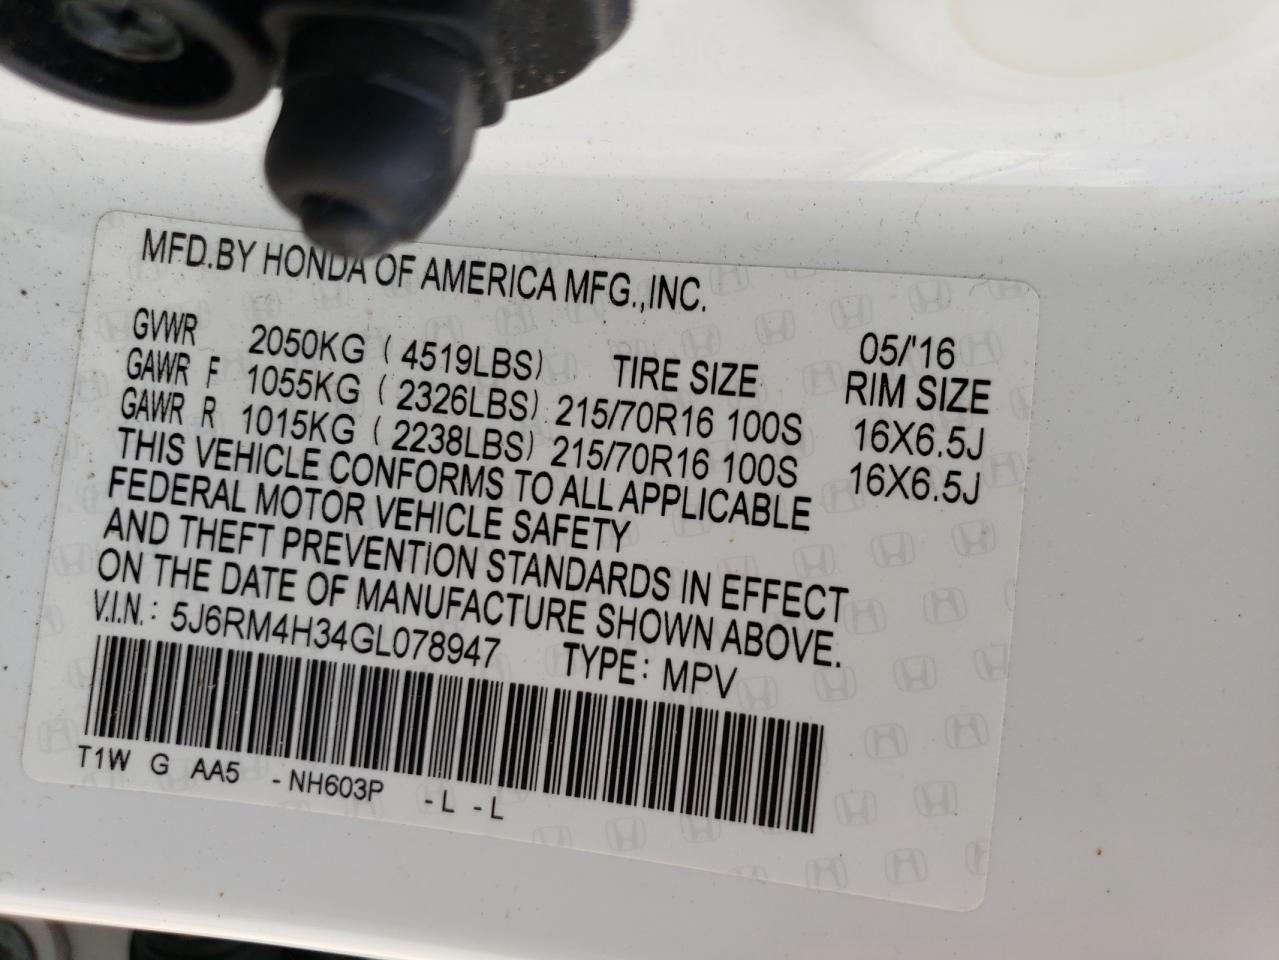 MFD.BY HONDA OF AMERICA MFG.,INC.
05/'16
GVWR 2050KG ( 4519LBS) TIRE SIZE RIM SIZE
GAWR F 1055KG ( 2326LBS) 215/70R16 100S 16X6.5J
GAWR R 1015KG ( 2238LBS) 215/70R16 100S 16X6.5J
THIS VEHICLE CONFORMS TO ALL APPLICABLE
FEDERAL MOTOR VEHICLE SAFETY
AND THEFT PREVENTION STANDARDS IN EFFECT
ON THE DATE OF MANUFACTURE SHOWN ABOVE.
V.I.N.: 5J6RM4H34GL078947 TYPE: MPV
T1W G AA5 -NH603P -L -L